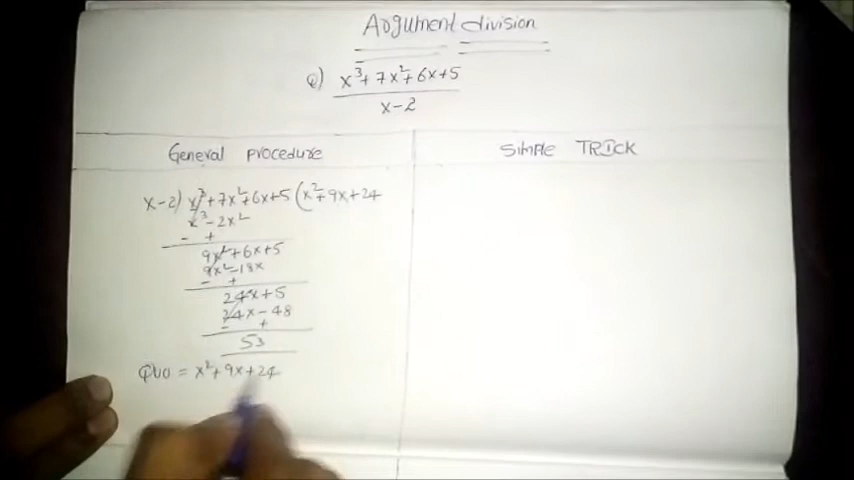 Argument division
Q) x³+7x²+6x+5
x-2
General procedure
SIMPLE TRICK
x-2) x³+7x²+6x+5 (x²+9x+24
x³-2x²
- +
9x²+6x+5
9x²-18x
- +
24x+5
24x-48
- +
53
Quo = x²+9x+24